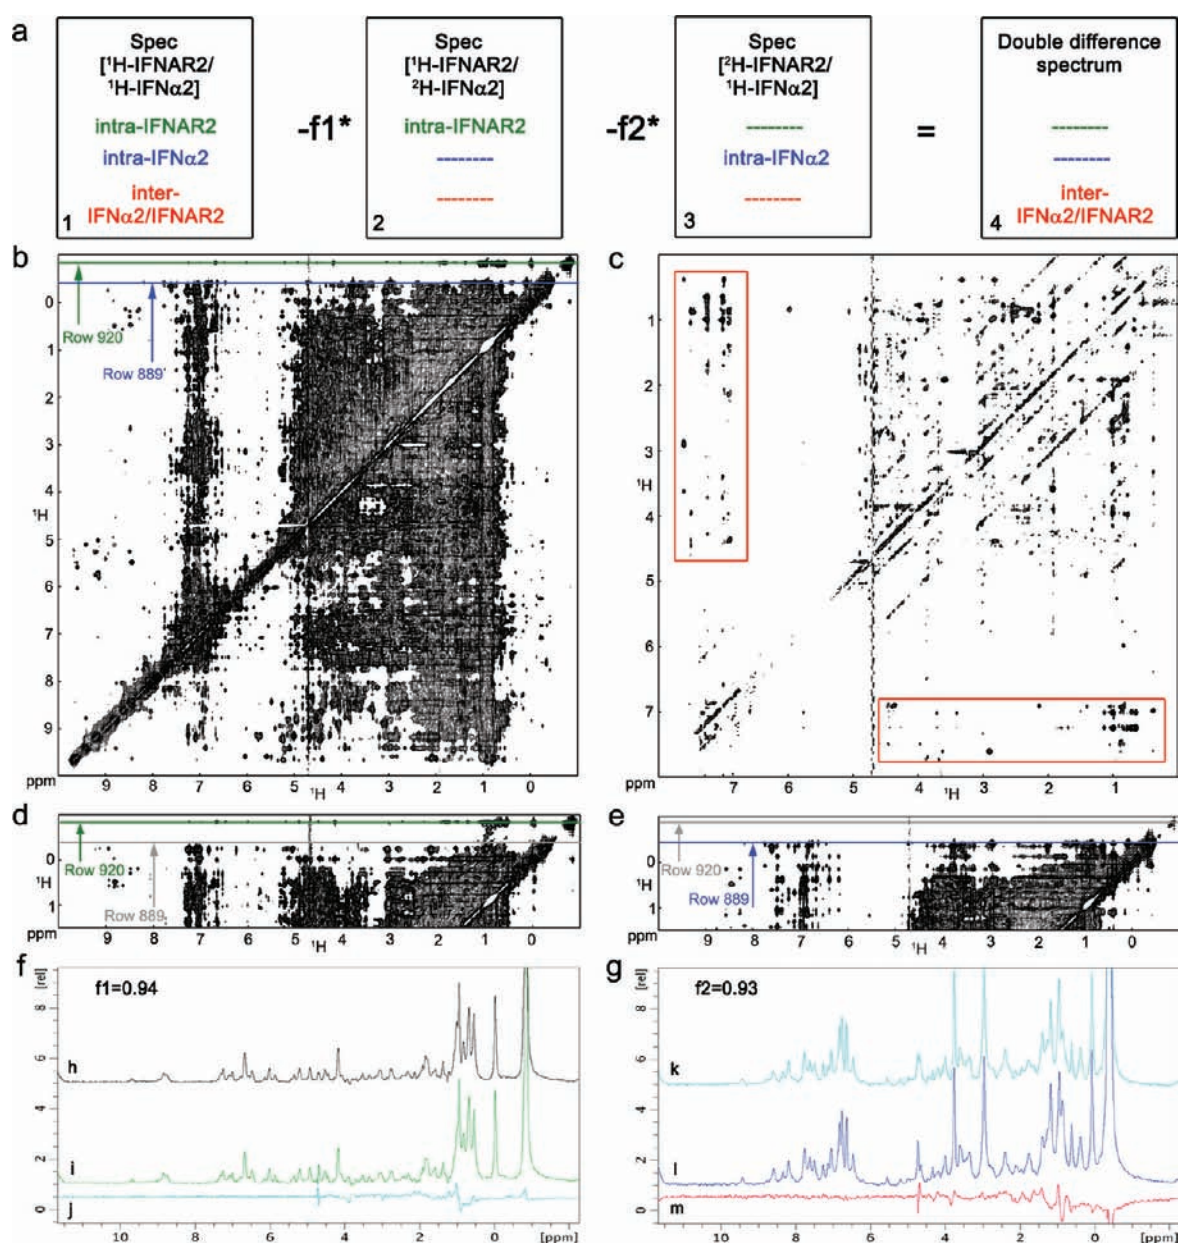 a
Spec
[¹H-IFNAR2/
¹H-IFNα2]
intra-IFNAR2
intra-IFNα2
inter-
IFNα2/IFNAR2
1
-f1*
Spec
[¹H-IFNAR2/
²H-IFNα2]
intra-IFNAR2
--------
--------
2
-f2*
Spec
[²H-IFNAR2/
¹H-IFNα2]
--------
intra-IFNα2
--------
3
=
Double difference
spectrum
--------
--------
inter-
IFNα2/IFNAR2
4
b
Row 920
Row 889
0
1
2
3
4
¹H
5
6
7
8
9
ppm 9 8 7 6 5 ¹H 4 3 2 1 0
c
1
2
3
¹H
4
5
6
7
ppm 7 6 5 ¹H 4 3 2 1
d
Row 920
Row 889
0
¹H
1
ppm 9 8 7 6 5 ¹H 4 3 2 1 0
e
Row 920
Row 889
0
¹H
1
ppm 9 8 7 6 5 ¹H 4 3 2 1 0
f
f1=0.94
[rel]
8
6
4
2
0
h
i
j
10 8 6 4 2 0 [ppm]
g
f2=0.93
[rel]
8
6
4
2
0
k
l
m
10 8 6 4 2 0 [ppm]